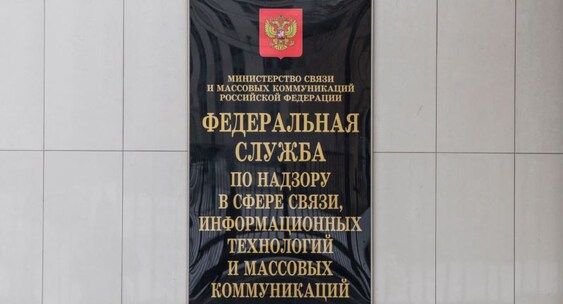 МИНИСТЕРСТВО СВЯЗИ
И МАССОВЫХ КОММУНИКАЦИЙ
РОССИЙСКОЙ ФЕДЕРАЦИИ
ФЕДЕРАЛЬНАЯ
СЛУЖБА
ПО НАДЗОРУ
В СФЕРЕ СВЯЗИ,
ИНФОРМАЦИОННЫХ
ТЕХНОЛОГИЙ
И МАССОВЫХ
КОММУНИКАЦИЙ